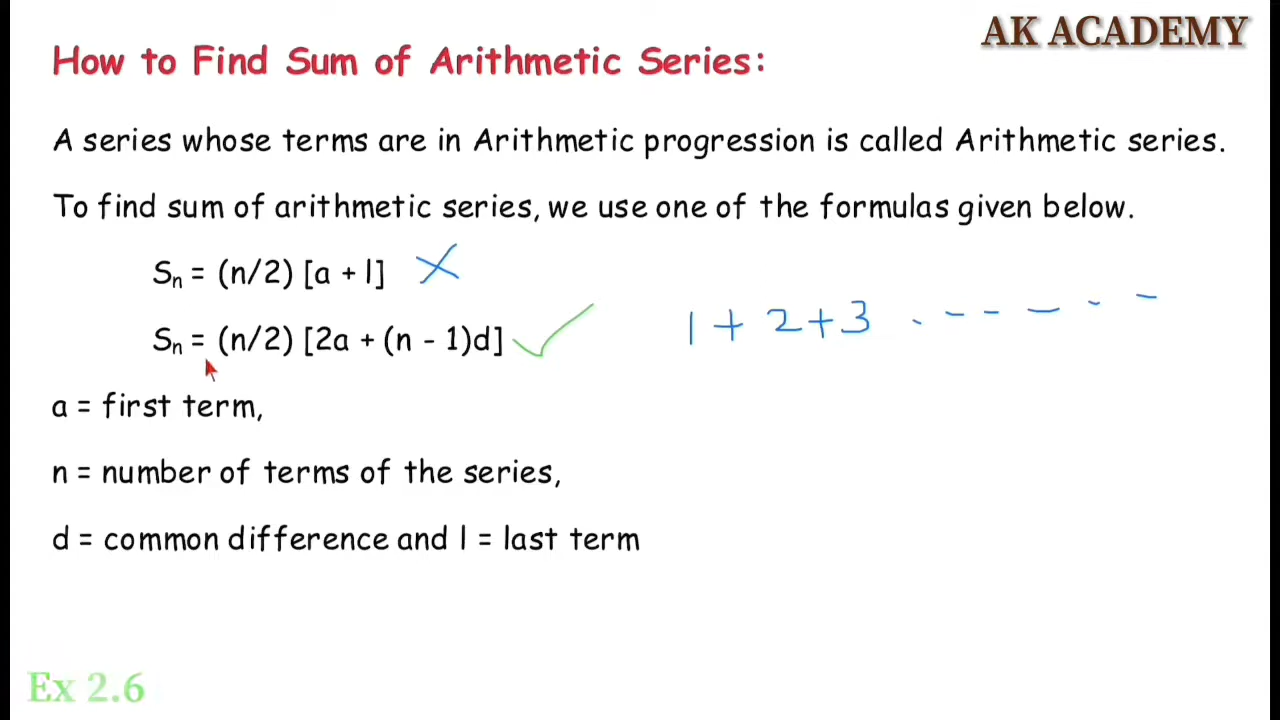 AK ACADEMY
How to Find Sum of Arithmetic Series:
A series whose terms are in Arithmetic progression is called Arithmetic series.
To find sum of arithmetic series, we use one of the formulas given below.
Sₙ = (n/2) [a + l]
Sₙ = (n/2) [2a + (n - 1)d]
1 + 2 + 3 . - - - - -
a = first term,
n = number of terms of the series,
d = common difference and l = last term
Ex 2.6